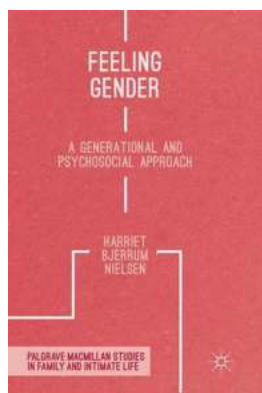 FEELING
GENDER
A GENERATIONAL AND
PSYCHOSOCIAL APPROACH
HARRIET
BJERRUM
NIELSEN
PALGRAVE MACMILLAN STUDIES
IN FAMILY AND INTIMATE LIFE